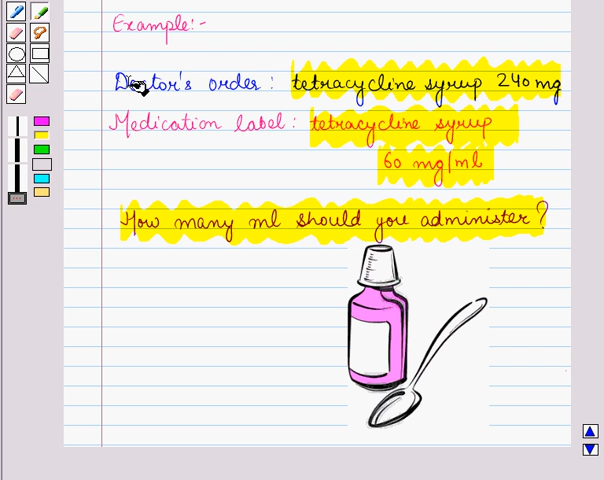 Example:-
Doctor's order: tetracycline syrup 240 mg
Medication label: tetracycline syrup
60 mg/ml
How many ml should you administer?